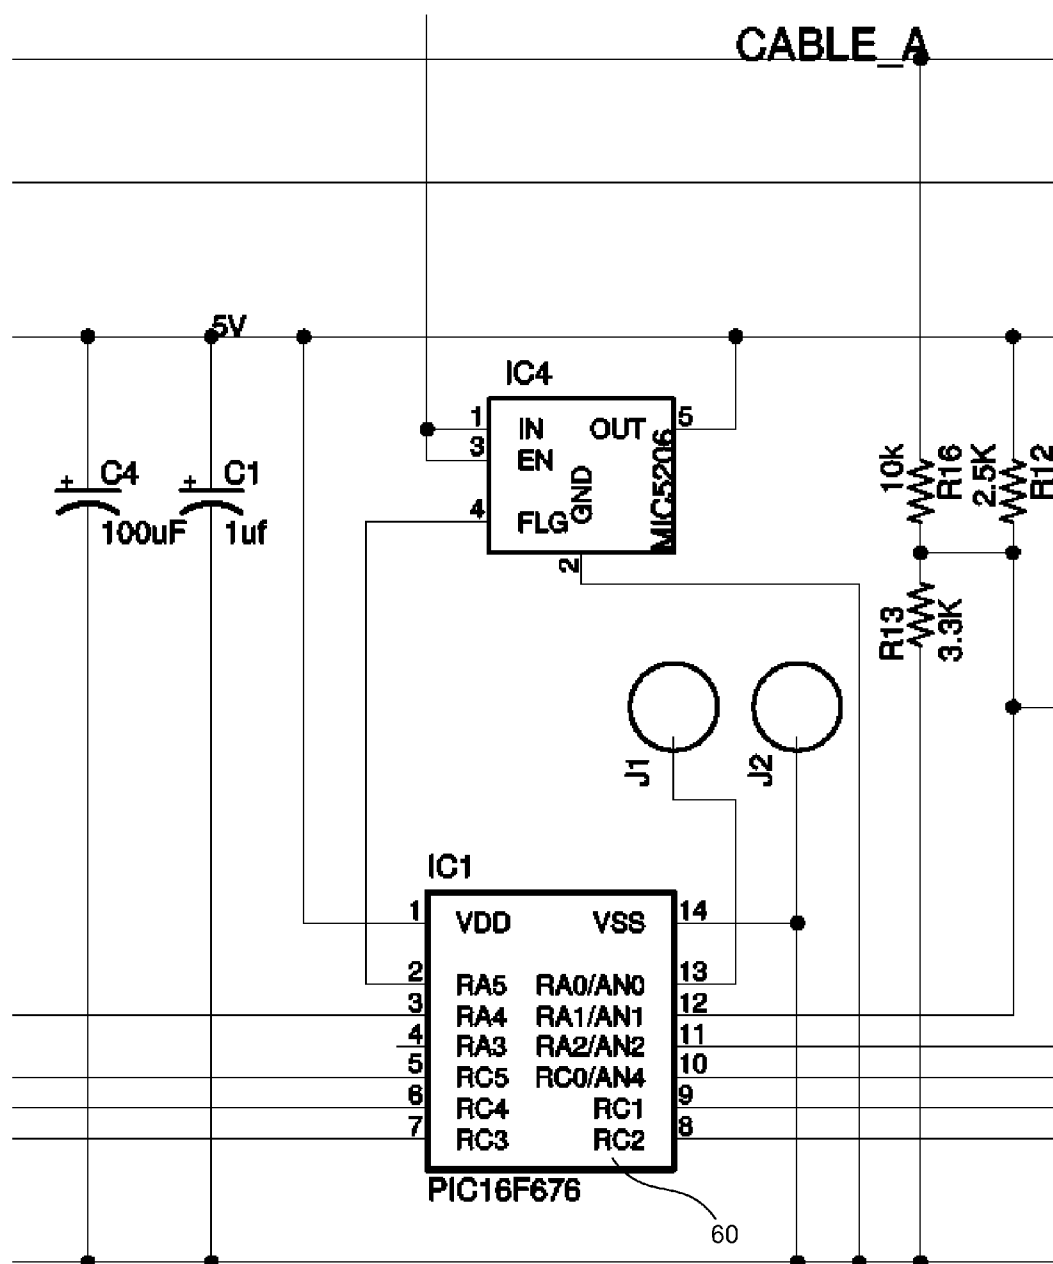 CABLE_A
5V
IC4
1 IN OUT 5
3 EN
4 FLG
GND
MIC5206
2
C4
100uF
C1
1uf
10k
R16
2.5K
R12
R13
3.3K
J1
J2
IC1
1 VDD VSS 14
2 RA5 RA0/AN0 13
3 RA4 RA1/AN1 12
4 RA3 RA2/AN2 11
5 RC5 RC0/AN4 10
6 RC4 RC1 9
7 RC3 RC2 8
PIC16F676
60
+
+